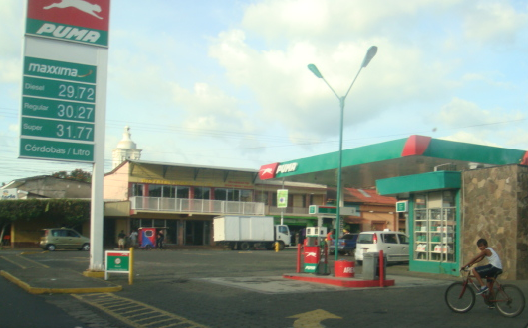 PUMA
maxxima
Diesel 29.72
Regular 30.27
Super 31.77
Córdobas / Litro
PUMA